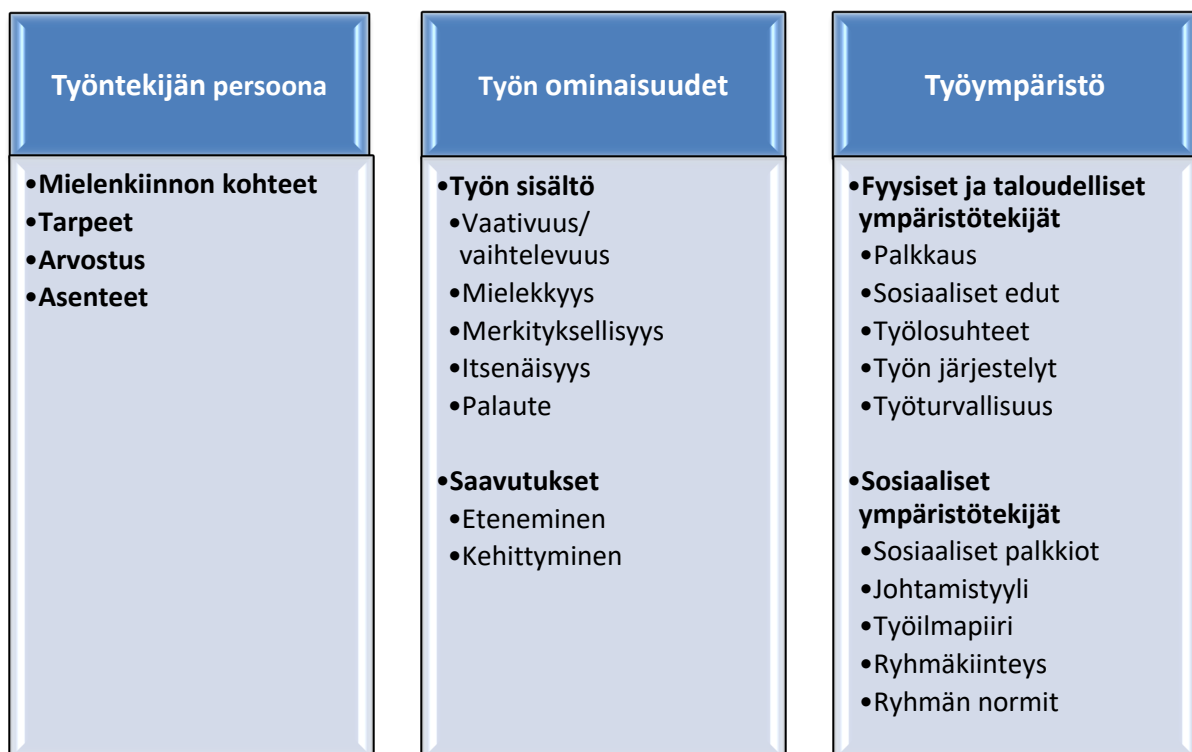 Työntekijän persoona
•Mielenkiinnon kohteet
•Tarpeet
•Arvostus
•Asenteet
Työn ominaisuudet
•Työn sisältö
•Vaativuus/
vaihtelevuus
•Mielekkyys
•Merkityksellisyys
•Itsenäisyys
•Palaute
•Saavutukset
•Eteneminen
•Kehittyminen
Työympäristö
•Fyysiset ja taloudelliset
ympäristötekijät
•Palkkaus
•Sosiaaliset edut
•Työlosuhteet
•Työn järjestelyt
•Työturvallisuus
•Sosiaaliset
ympäristötekijät
•Sosiaaliset palkkiot
•Johtamistyyli
•Työilmapiiri
•Ryhmäkiinteys
•Ryhmän normit